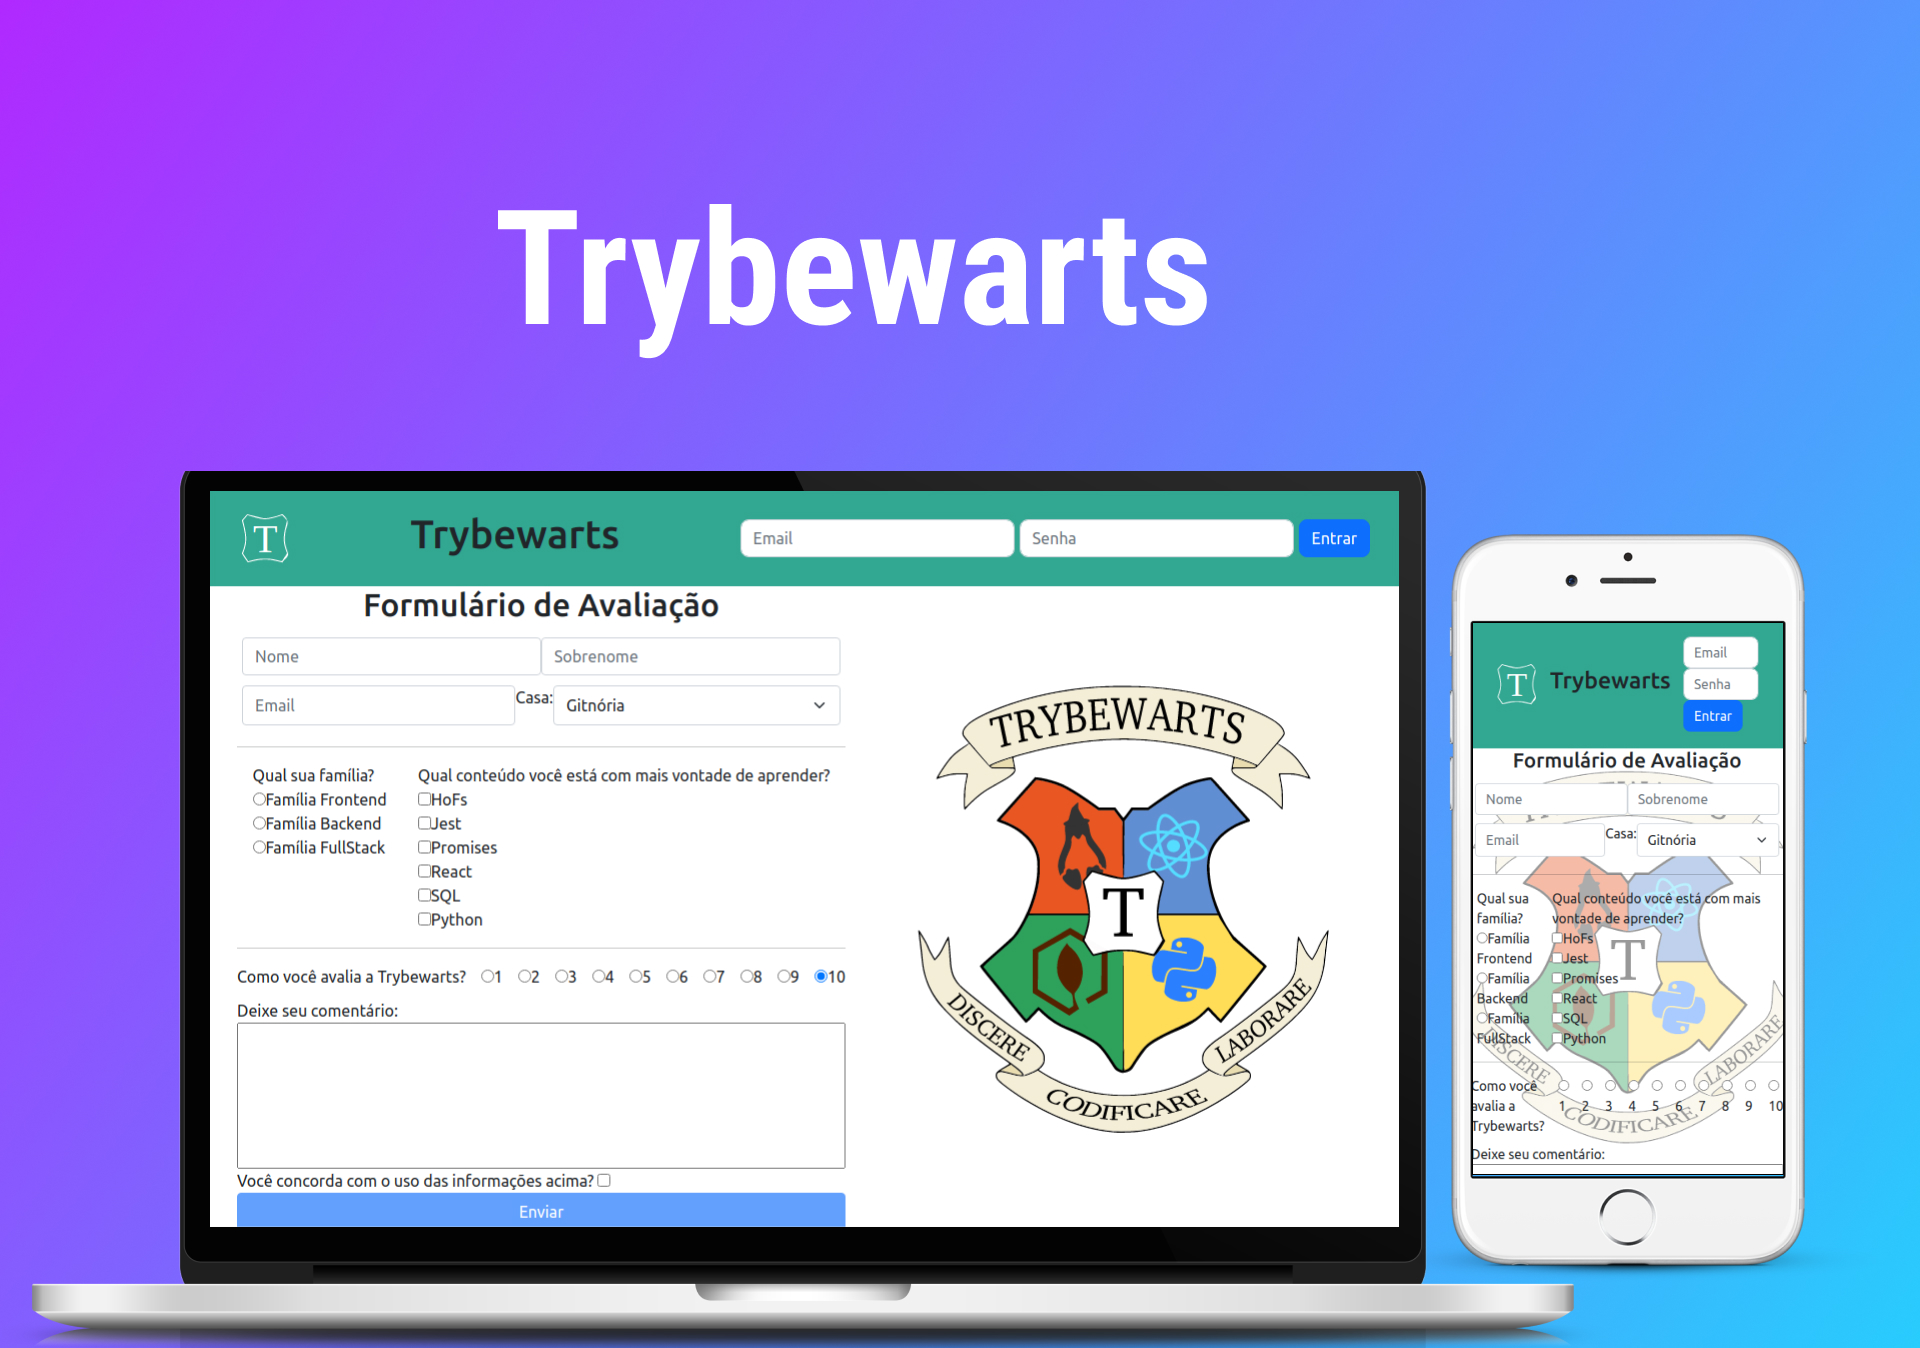 Trybewarts
T
Trybewarts
Email
Senha
Entrar
Formulário de Avaliação
Nome
Sobrenome
Email
Casa:
Gitnória
Qual sua família?
Família Frontend
Família Backend
Família FullStack
Qual conteúdo você está com mais vontade de aprender?
HoFs
Jest
Promises
React
SQL
Python
Como você avalia a Trybewarts? 1 2 3 4 5 6 7 8 9 10
Deixe seu comentário:
Você concorda com o uso das informações acima?
Enviar
TRYBEWARTS
T
DISCERE
CODIFICARE
LABORARE
T
Trybewarts
Email
Senha
Entrar
Formulário de Avaliação
Nome
Sobrenome
Email
Casa:
Gitnória
Qual sua
família?
Família
Frontend
Família
Backend
Família
FullStack
Qual conteúdo você está com mais
vontade de aprender?
HoFs
Jest
Promises
React
SQL
Python
T
DISCERE
CODIFICARE
LABORARE
Como você
avalia a
Trybewarts?
1 2 3 4 5 6 7 8 9 10
Deixe seu comentário: